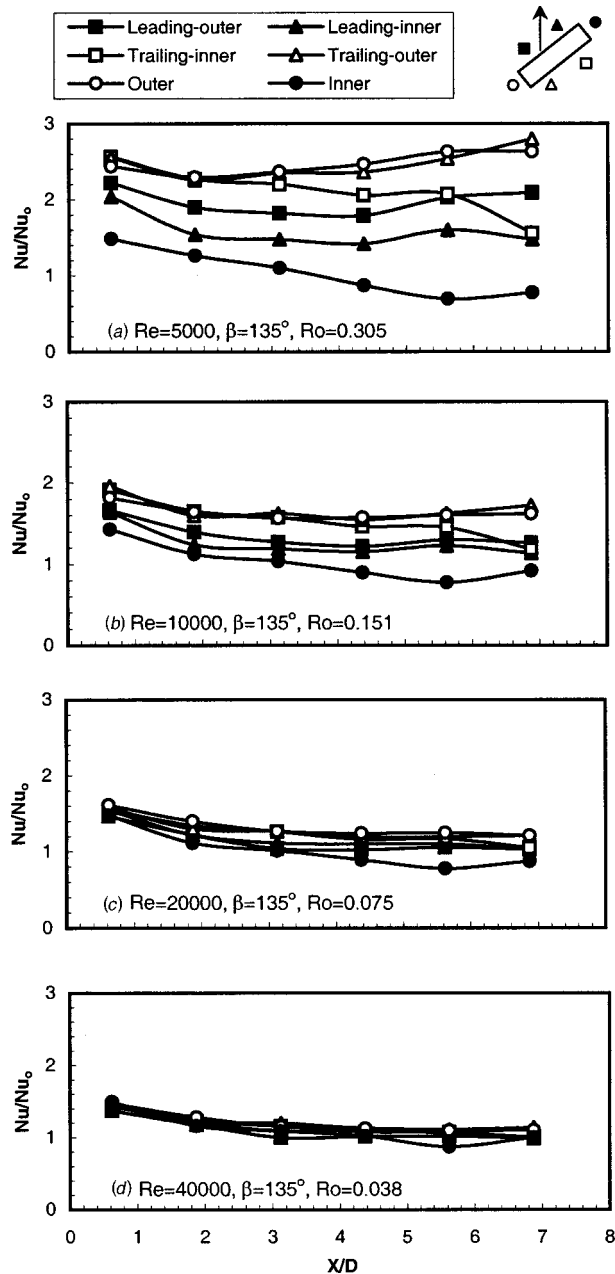 Leading-outer Leading-inner
Trailing-inner Trailing-outer
Outer Inner
3
2
1
0
Nu/Nuo
(a) Re=5000, β=135°, Ro=0.305
3
2
1
0
Nu/Nuo
(b) Re=10000, β=135°, Ro=0.151
3
2
1
0
Nu/Nuo
(c) Re=20000, β=135°, Ro=0.075
3
2
1
0
Nu/Nuo
(d) Re=40000, β=135°, Ro=0.038
0 1 2 3 4 5 6 7 8
X/D